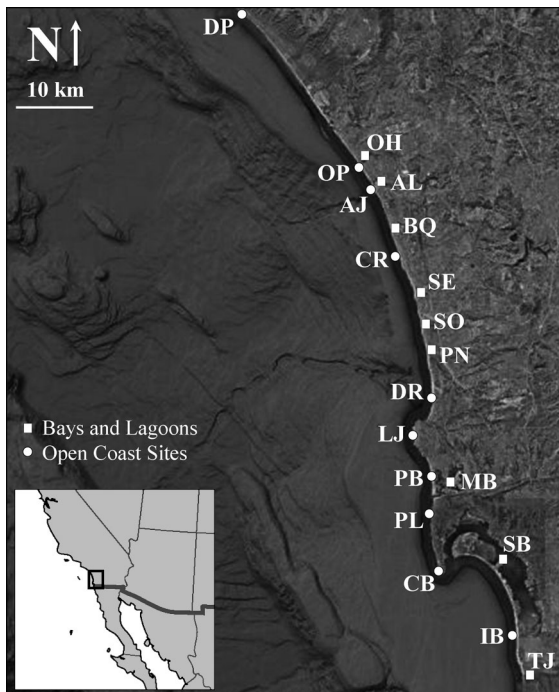 DP
N
10 km
OH
OP
AL
AJ
BQ
CR
SE
SO
PN
DR
Bays and Lagoons
LJ
Open Coast Sites
PB
MB
PL
SB
CB
IB
TJ